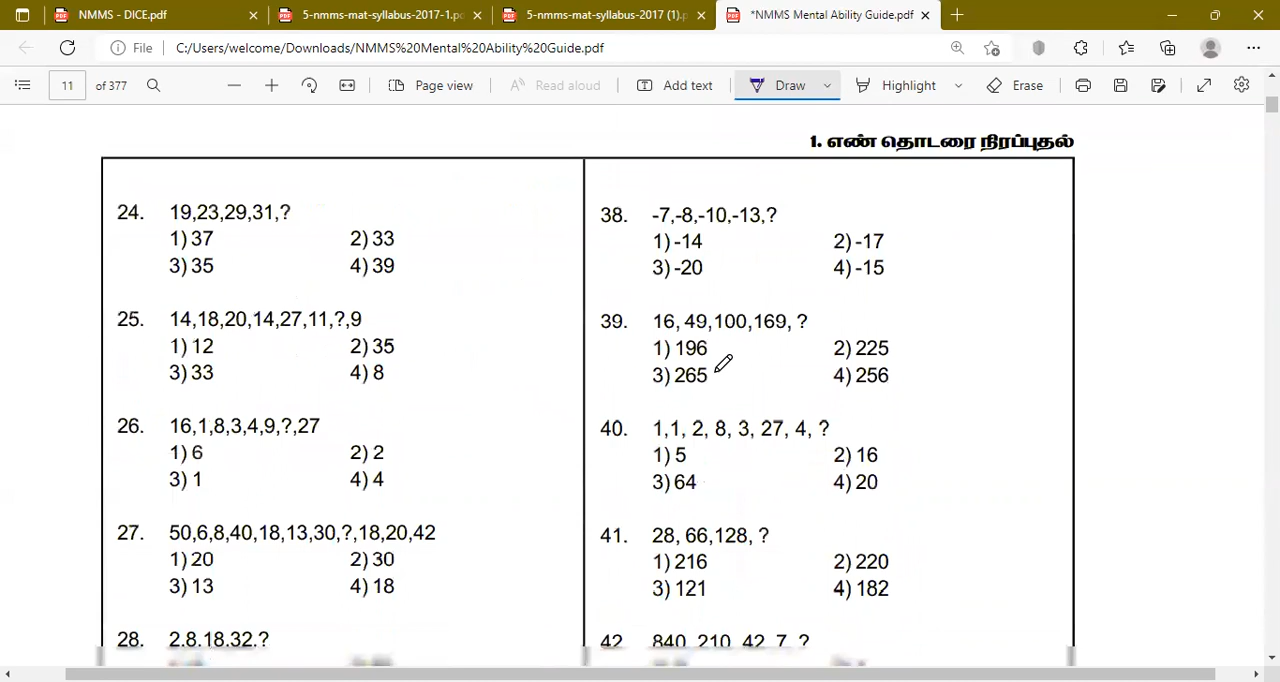 NMMS - DICE.pdf
5-nmms-mat-syllabus-2017-1.p
5-nmms-mat-syllabus-2017 (1).p
*NMMS Mental Ability Guide.pdf
File
C:/Users/welcome/Downloads/NMMS%20Mental%20Ability%20Guide.pdf
11 of 377
Page view
Read aloud
Add text
Draw
Highlight
Erase
1. எண் தொடரை நிரப்புதல்
24. 19,23,29,31,?
1) 37 2) 33
3) 35 4) 39
25. 14,18,20,14,27,11,?,9
1) 12 2) 35
3) 33 4) 8
26. 16,1,8,3,4,9,?,27
1) 6 2) 2
3) 1 4) 4
27. 50,6,8,40,18,13,30,?,18,20,42
1) 20 2) 30
3) 13 4) 18
28. 2,8,18,32,?
38. -7,-8,-10,-13,?
1) -14 2) -17
3) -20 4) -15
39. 16, 49,100,169, ?
1) 196 2) 225
3) 265 4) 256
40. 1,1, 2, 8, 3, 27, 4, ?
1) 5 2) 16
3) 64 4) 20
41. 28, 66,128, ?
1) 216 2) 220
3) 121 4) 182
42 840, 210, 42, 7, ?